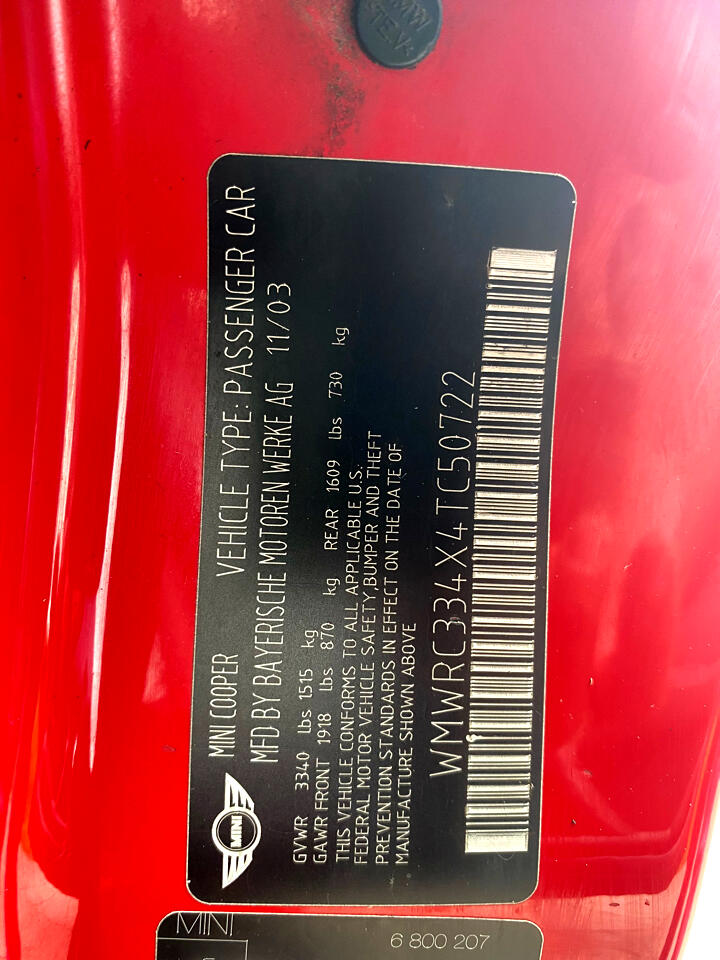 MINI COOPER VEHICLE TYPE: PASSENGER CAR
MFD BY BAYERISCHE MOTOREN WERKE AG 11/03
GVWR 3340 lbs 1515 kg
GAWR FRONT 1918 lbs 870 kg REAR 1609 lbs 730 kg
THIS VEHICLE CONFORMS TO ALL APPLICABLE U.S.
FEDERAL MOTOR VEHICLE SAFETY, BUMPER AND THEFT
PREVENTION STANDARDS IN EFFECT ON THE DATE OF
MANUFACTURE SHOWN ABOVE
WMWRC334X4TC50722
MINI
MINI
6 800 207